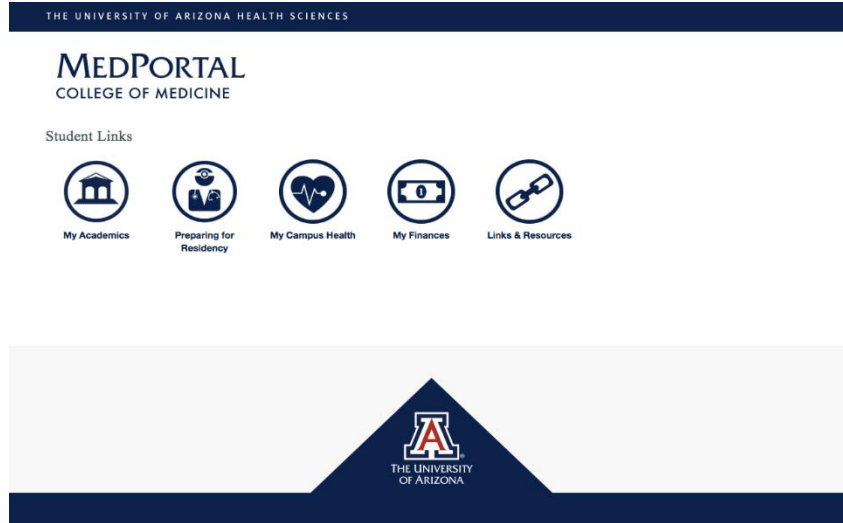 THE UNIVERSITY OF ARIZONA HEALTH SCIENCES
MEDPORTAL
COLLEGE OF MEDICINE
Student Links
My Academics
Preparing for
Residency
My Campus Health
My Finances
Links & Resources
A
THE UNIVERSITY
OF ARIZONA